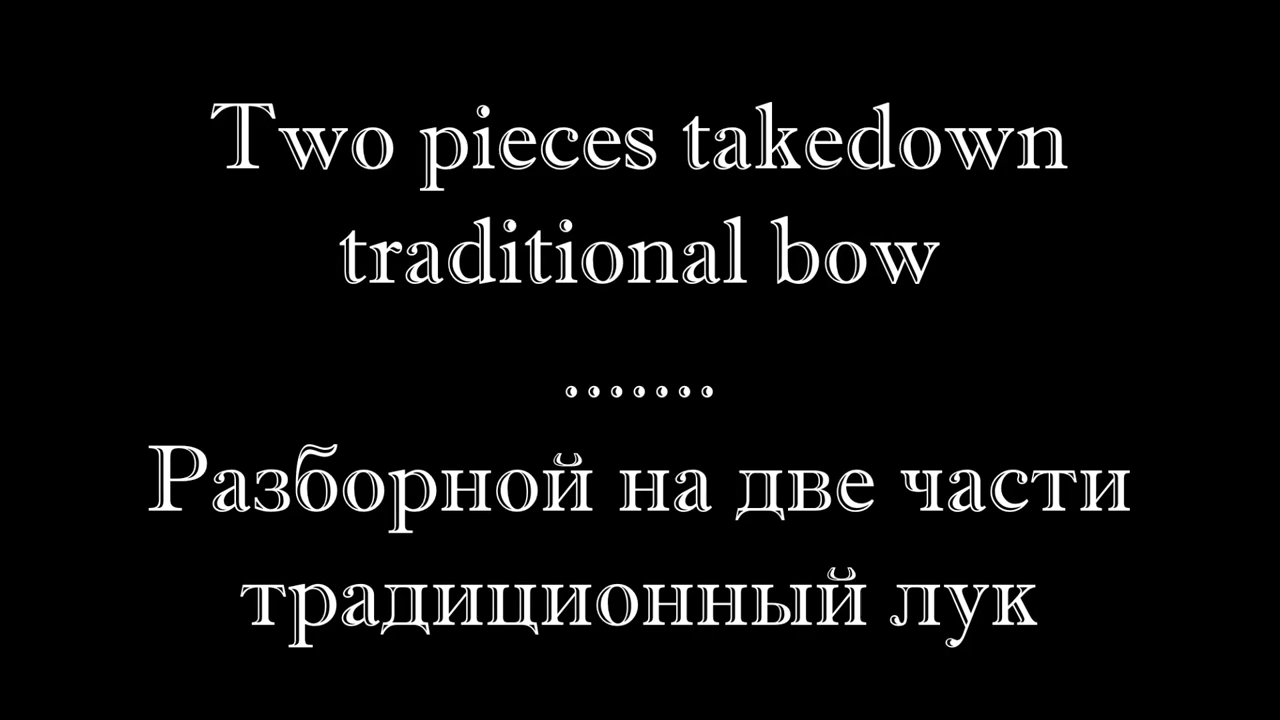 Two pieces takedown
traditional bow
.......
Разборной на две части
традиционный лук